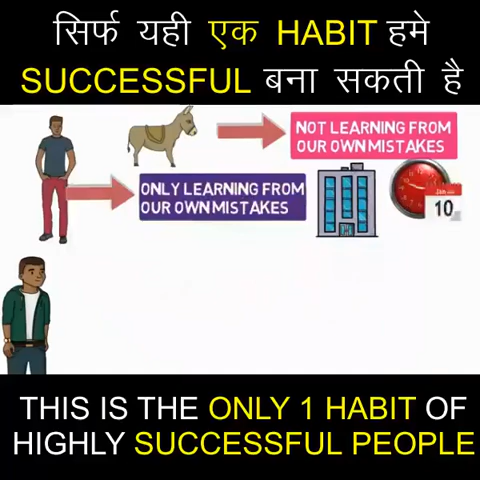 सिर्फ यही एक HABIT हमे
SUCCESSFUL बना सकती है
NOT LEARNING FROM
OUR OWN MISTAKES
ONLY LEARNING FROM
OUR OWN MISTAKES
10
THIS IS THE ONLY 1 HABIT OF
HIGHLY SUCCESSFUL PEOPLE